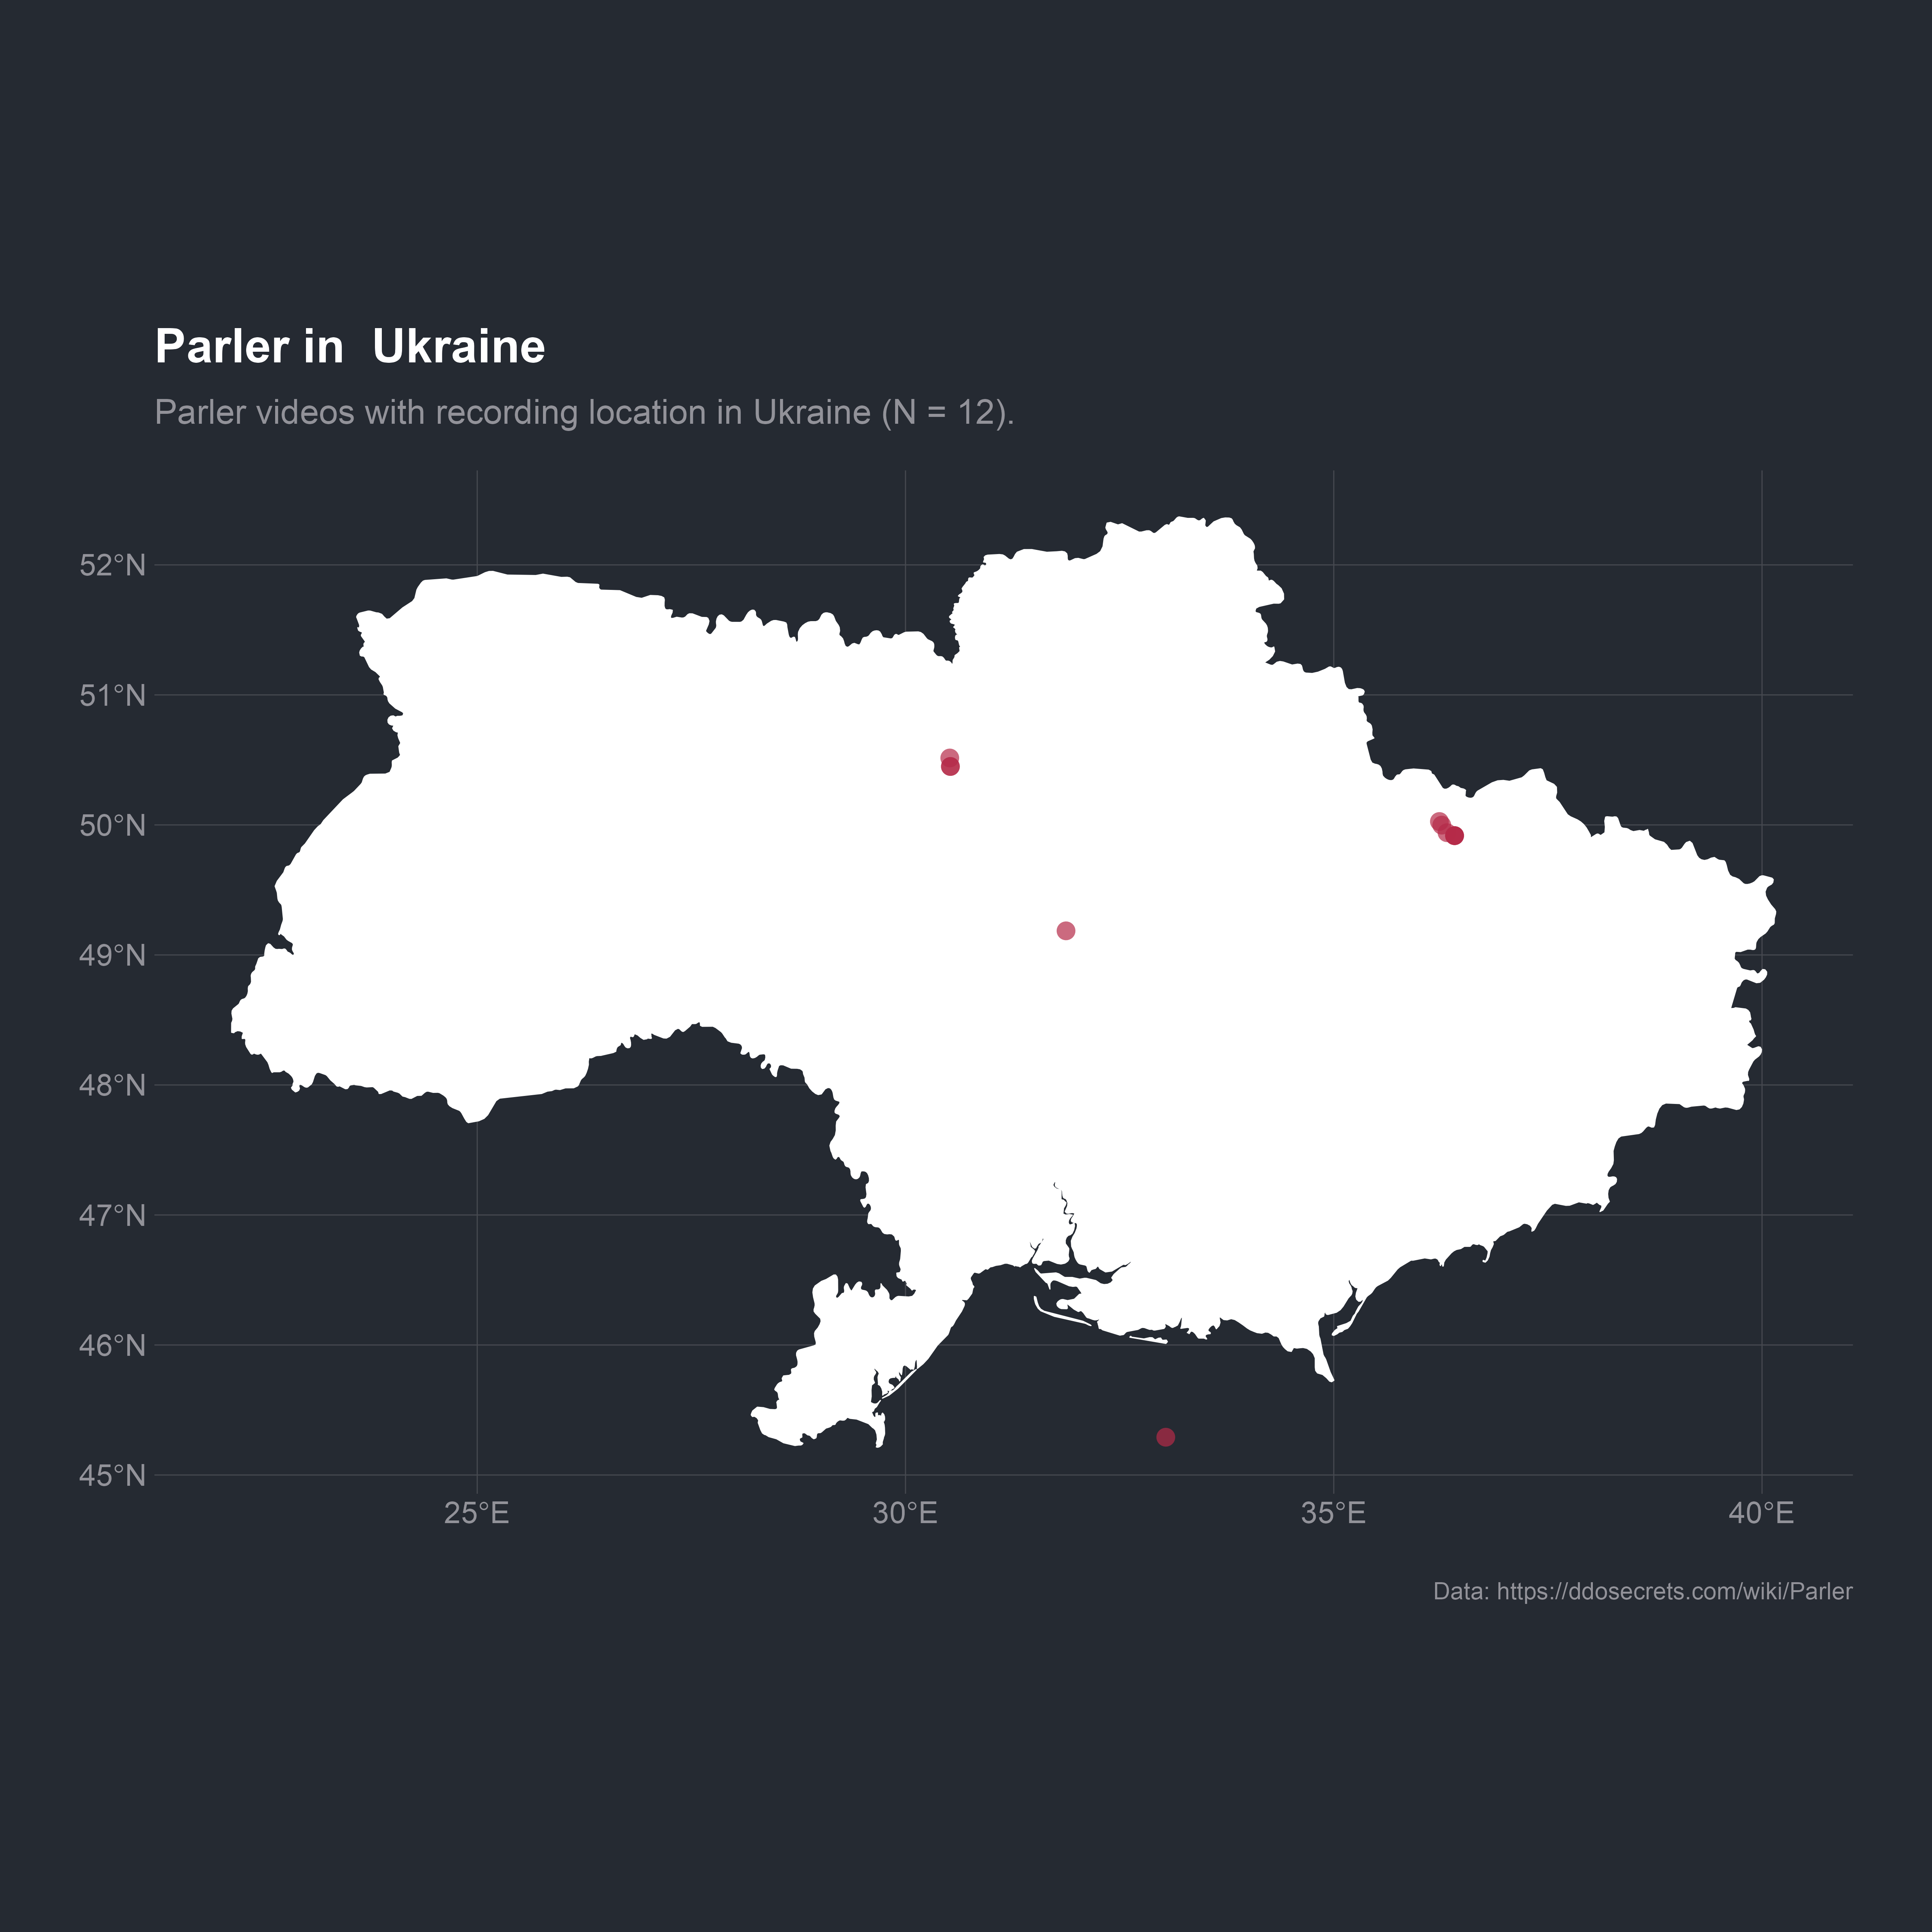 Parler in  Ukraine
Parler videos with recording location in Ukraine (N = 12).
52°N
51°N
50°N
49°N
48°N
47°N
46°N
45°N
25°E
30°E
35°E
40°E
Data: https://ddosecrets.com/wiki/Parler